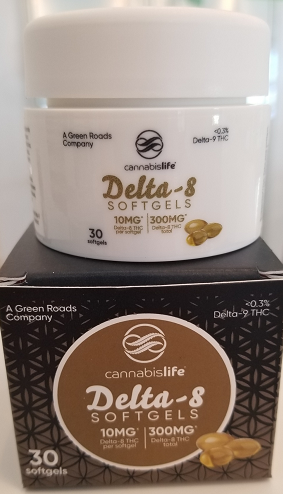 A Green Roads
Company
<0.3%
Delta-9 THC
cannabislife
Delta-8
SOFTGELS
10MG*
Delta-8 THC
per softgel
300MG*
Delta-8 THC
total
30
softgels
A Green Roads
Company
<0.3%
Delta-9 THC
cannabislife
Delta-8
SOFTGELS
10MG*
Delta-8 THC
per softgel
300MG*
Delta-8 THC
total
30
softgels